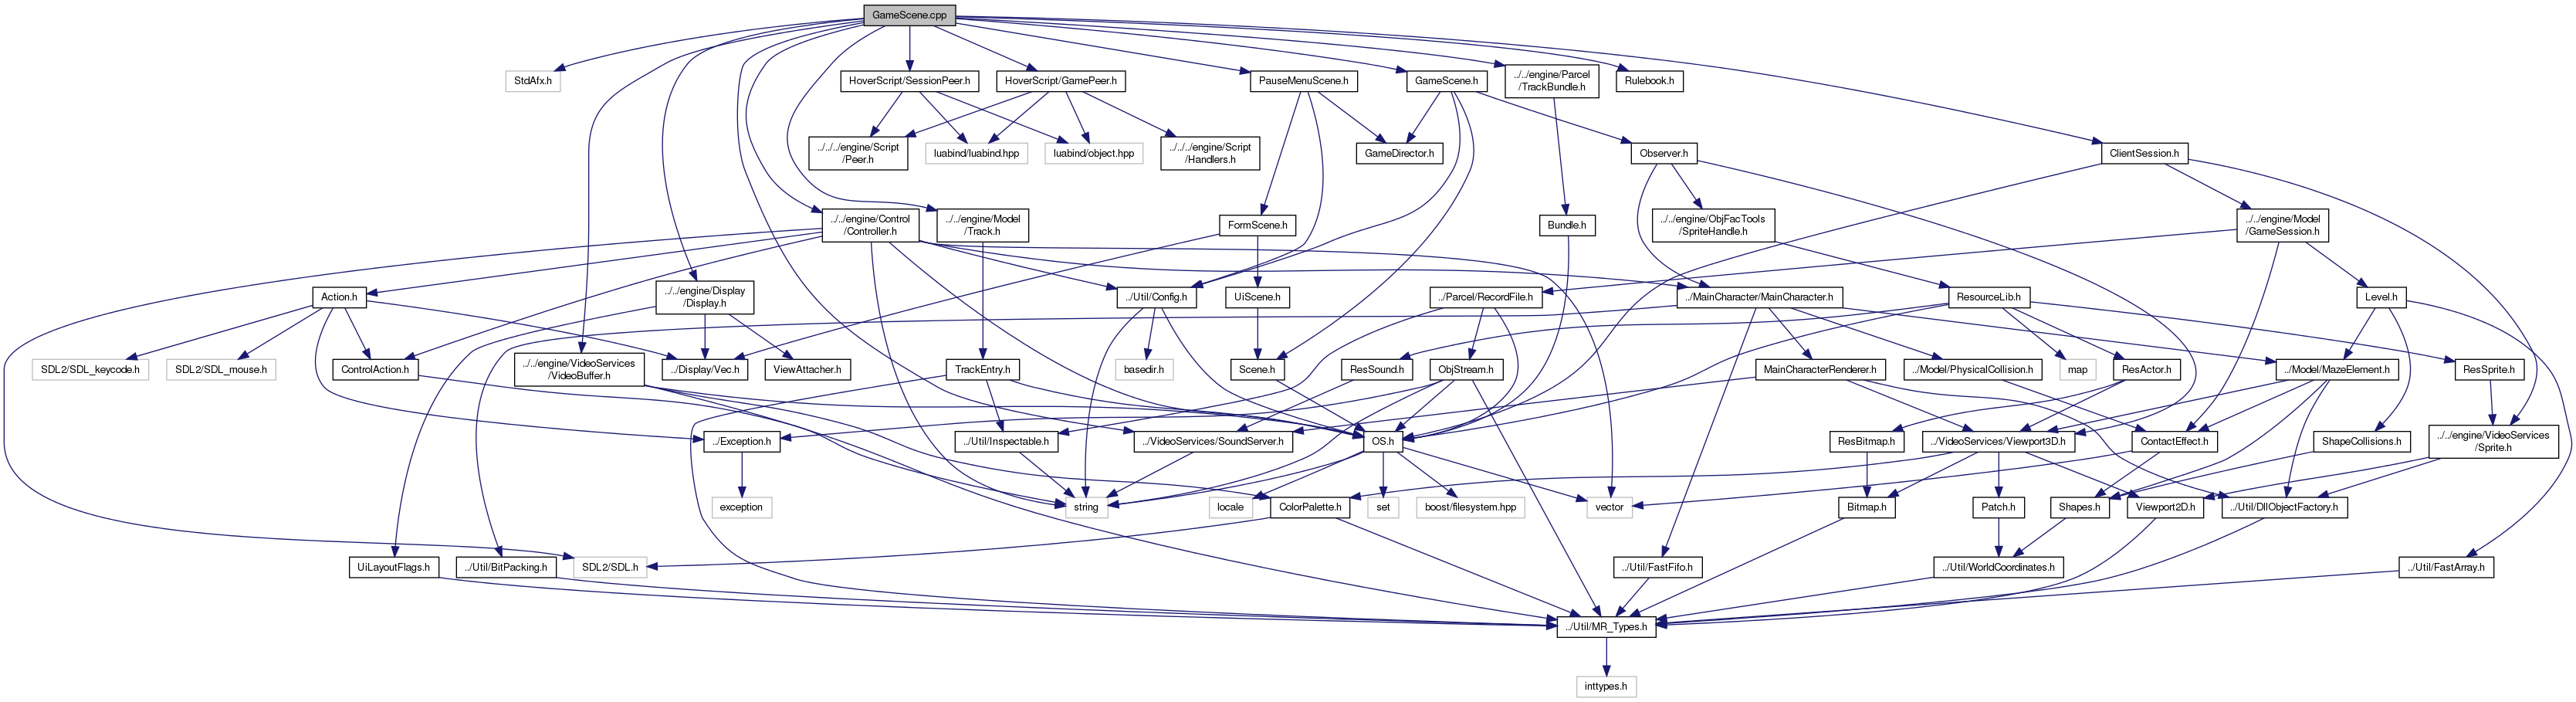 GameScene.cpp
StdAfx.h
HoverScript/SessionPeer.h
HoverScript/GamePeer.h
PauseMenuScene.h
GameScene.h
../../engine/Parcel
/TrackBundle.h
Rulebook.h
../../../engine/Script
/Peer.h
luabind/luabind.hpp
luabind/object.hpp
../../../engine/Script
/Handlers.h
GameDirector.h
Observer.h
ClientSession.h
../../engine/Control
/Controller.h
../../engine/Model
/Track.h
FormScene.h
Bundle.h
../../engine/ObjFacTools
/SpriteHandle.h
../../engine/Model
/GameSession.h
Action.h
../../engine/Display
/Display.h
../Util/Config.h
UiScene.h
../Parcel/RecordFile.h
../MainCharacter/MainCharacter.h
ResourceLib.h
Level.h
SDL2/SDL_keycode.h
SDL2/SDL_mouse.h
ControlAction.h
../../engine/VideoServices
/VideoBuffer.h
../Display/Vec.h
ViewAttacher.h
TrackEntry.h
basedir.h
Scene.h
ResSound.h
ObjStream.h
MainCharacterRenderer.h
../Model/PhysicalCollision.h
map
ResActor.h
../Model/MazeElement.h
ResSprite.h
../Exception.h
../Util/Inspectable.h
../VideoServices/SoundServer.h
OS.h
ResBitmap.h
../VideoServices/Viewport3D.h
ContactEffect.h
ShapeCollisions.h
../../engine/VideoServices
/Sprite.h
exception
string
locale
ColorPalette.h
set
boost/filesystem.hpp
vector
Bitmap.h
Patch.h
Shapes.h
Viewport2D.h
../Util/DllObjectFactory.h
UiLayoutFlags.h
../Util/BitPacking.h
SDL2/SDL.h
../Util/FastFifo.h
../Util/WorldCoordinates.h
../Util/FastArray.h
../Util/MR_Types.h
inttypes.h